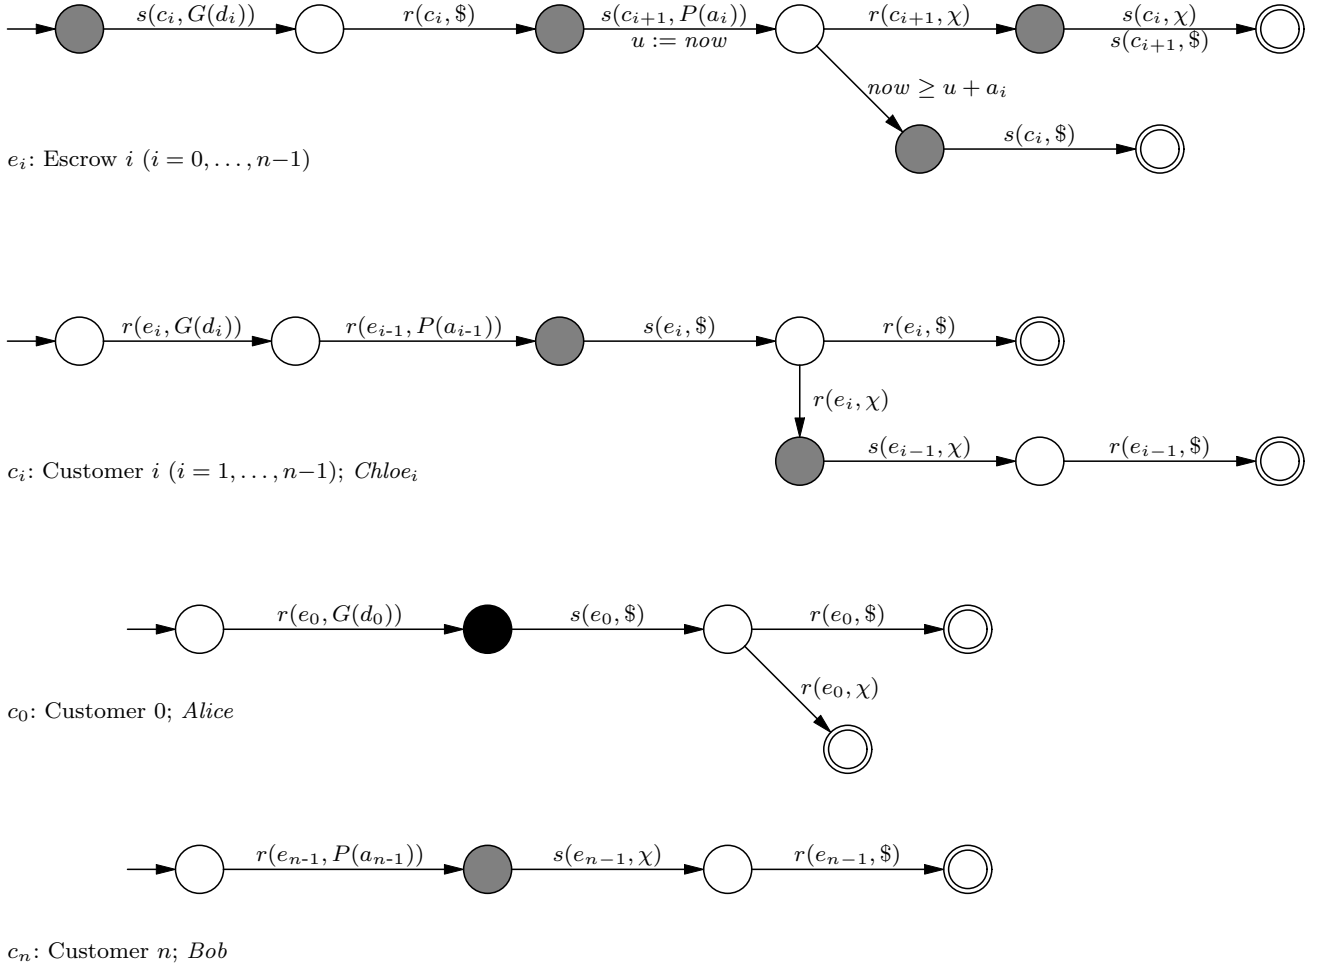 s(c_i, G(d_i)) r(c_i, $) s(c_{i+1}, P(a_i)) r(c_{i+1}, χ) s(c_i, χ)
u := now s(c_{i+1}, $)
now ≥ u + a_i
s(c_i, $)
e_i: Escrow i (i = 0, …, n−1)
r(e_i, G(d_i)) r(e_{i-1}, P(a_{i-1})) s(e_i, $) r(e_i, $)
r(e_i, χ)
s(e_{i−1}, χ) r(e_{i−1}, $)
c_i: Customer i (i = 1, …, n−1); Chloe_i
r(e_0, G(d_0)) s(e_0, $) r(e_0, $)
r(e_0, χ)
c_0: Customer 0; Alice
r(e_{n-1}, P(a_{n-1})) s(e_{n−1}, χ) r(e_{n−1}, $)
c_n: Customer n; Bob